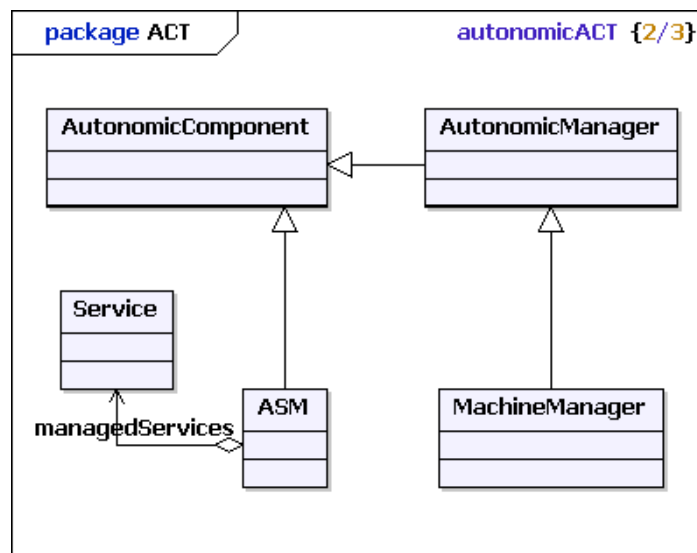 package ACT
autonomicACT {2/3}
AutonomicComponent
AutonomicManager
Service
managedServices
ASM
MachineManager